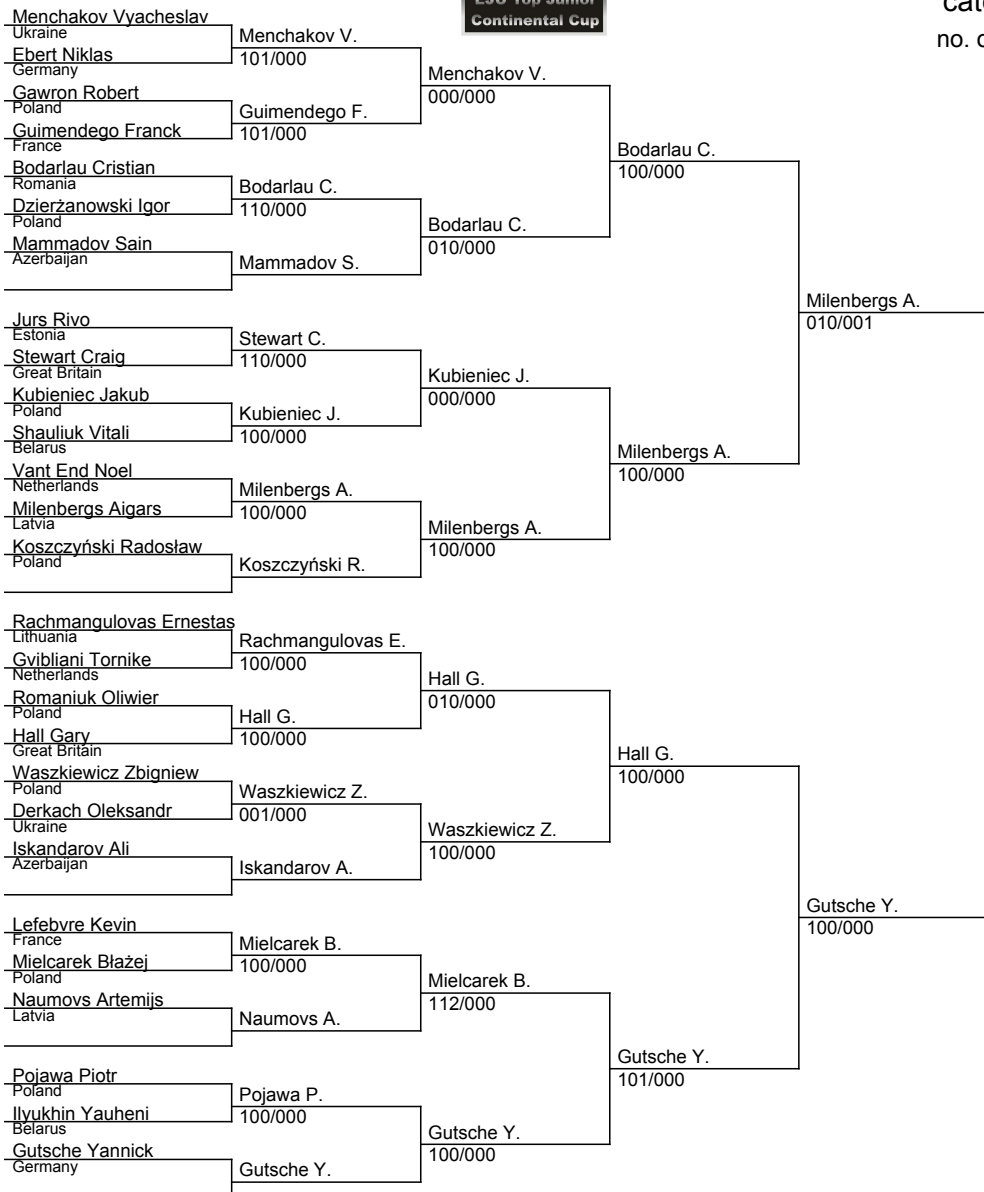 EJU Top Junior
Continental Cup
Menchakov Vyacheslav
Ukraine
Ebert Niklas
Germany
Gawron Robert
Poland
Guimendego Franck
France
Bodarlau Cristian
Romania
Dzierżanowski Igor
Poland
Mammadov Sain
Azerbaijan
Jurs Rivo
Estonia
Stewart Craig
Great Britain
Kubieniec Jakub
Poland
Shauliuk Vitali
Belarus
Vant End Noel
Netherlands
Milenbergs Aigars
Latvia
Koszczyński Radosław
Poland
Rachmangulovas Ernestas
Lithuania
Gvibliani Tornike
Netherlands
Romaniuk Oliwier
Poland
Hall Gary
Great Britain
Waszkiewicz Zbigniew
Poland
Derkach Oleksandr
Ukraine
Iskandarov Ali
Azerbaijan
Lefebvre Kevin
France
Mielcarek Błażej
Poland
Naumovs Artemijs
Latvia
Pojawa Piotr
Poland
Ilyukhin Yauheni
Belarus
Gutsche Yannick
Germany
Menchakov V.
101/000
Guimendego F.
101/000
Bodarlau C.
110/000
Mammadov S.
Stewart C.
110/000
Kubieniec J.
100/000
Milenbergs A.
100/000
Koszczyński R.
Rachmangulovas E.
100/000
Hall G.
100/000
Waszkiewicz Z.
001/000
Iskandarov A.
Mielcarek B.
100/000
Naumovs A.
Pojawa P.
100/000
Gutsche Y.
Menchakov V.
000/000
Bodarlau C.
010/000
Kubieniec J.
000/000
Milenbergs A.
100/000
Hall G.
010/000
Waszkiewicz Z.
100/000
Mielcarek B.
112/000
Gutsche Y.
100/000
Bodarlau C.
100/000
Milenbergs A.
100/000
Hall G.
100/000
Gutsche Y.
101/000
Milenbergs A.
010/001
Gutsche Y.
100/000
no.